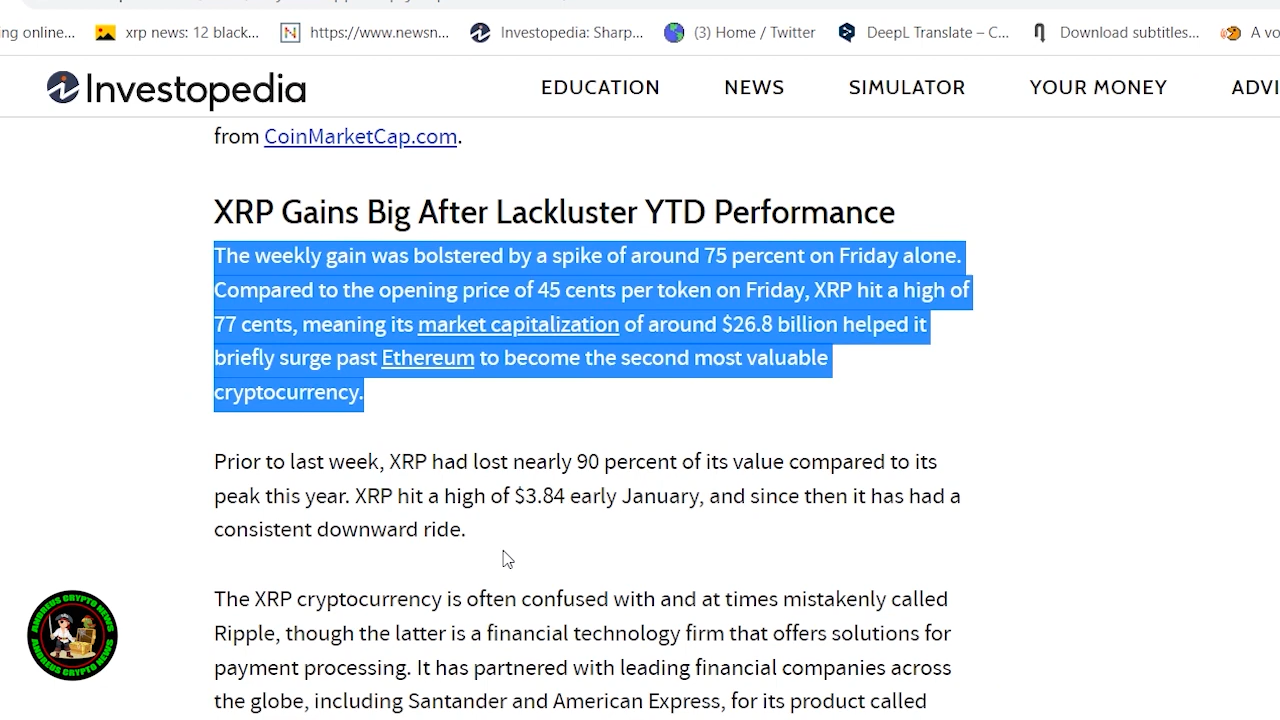 ng online...
xrp news: 12 black...
https://www.newsn...
Investopedia: Sharp...
(3) Home / Twitter
DeepL Translate – C...
Download subtitles...
A vo
Investopedia
EDUCATION
NEWS
SIMULATOR
YOUR MONEY
ADVI
from CoinMarketCap.com.
XRP Gains Big After Lackluster YTD Performance
The weekly gain was bolstered by a spike of around 75 percent on Friday alone.
Compared to the opening price of 45 cents per token on Friday, XRP hit a high of
77 cents, meaning its market capitalization of around $26.8 billion helped it
briefly surge past Ethereum to become the second most valuable
cryptocurrency.
Prior to last week, XRP had lost nearly 90 percent of its value compared to its
peak this year. XRP hit a high of $3.84 early January, and since then it has had a
consistent downward ride.
The XRP cryptocurrency is often confused with and at times mistakenly called
Ripple, though the latter is a financial technology firm that offers solutions for
payment processing. It has partnered with leading financial companies across
the globe, including Santander and American Express, for its product called
ANDREUS CRYPTO NEWS
ANDREUS CRYPTO NEWS